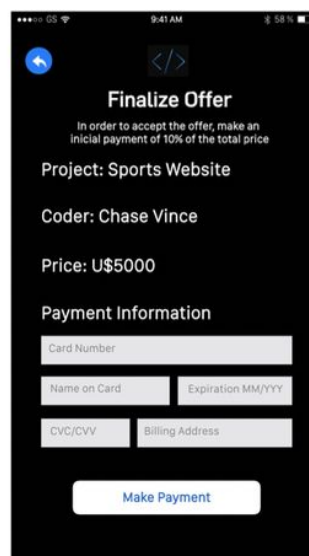 GS 9:41 AM 58 %
</>
Finalize Offer
In order to accept the offer, make an
inicial payment of 10% of the total price
Project: Sports Website
Coder: Chase Vince
Price: U$5000
Payment Information
Card Number
Name on Card Expiration MM/YYY
CVC/CVV Billing Address
Make Payment